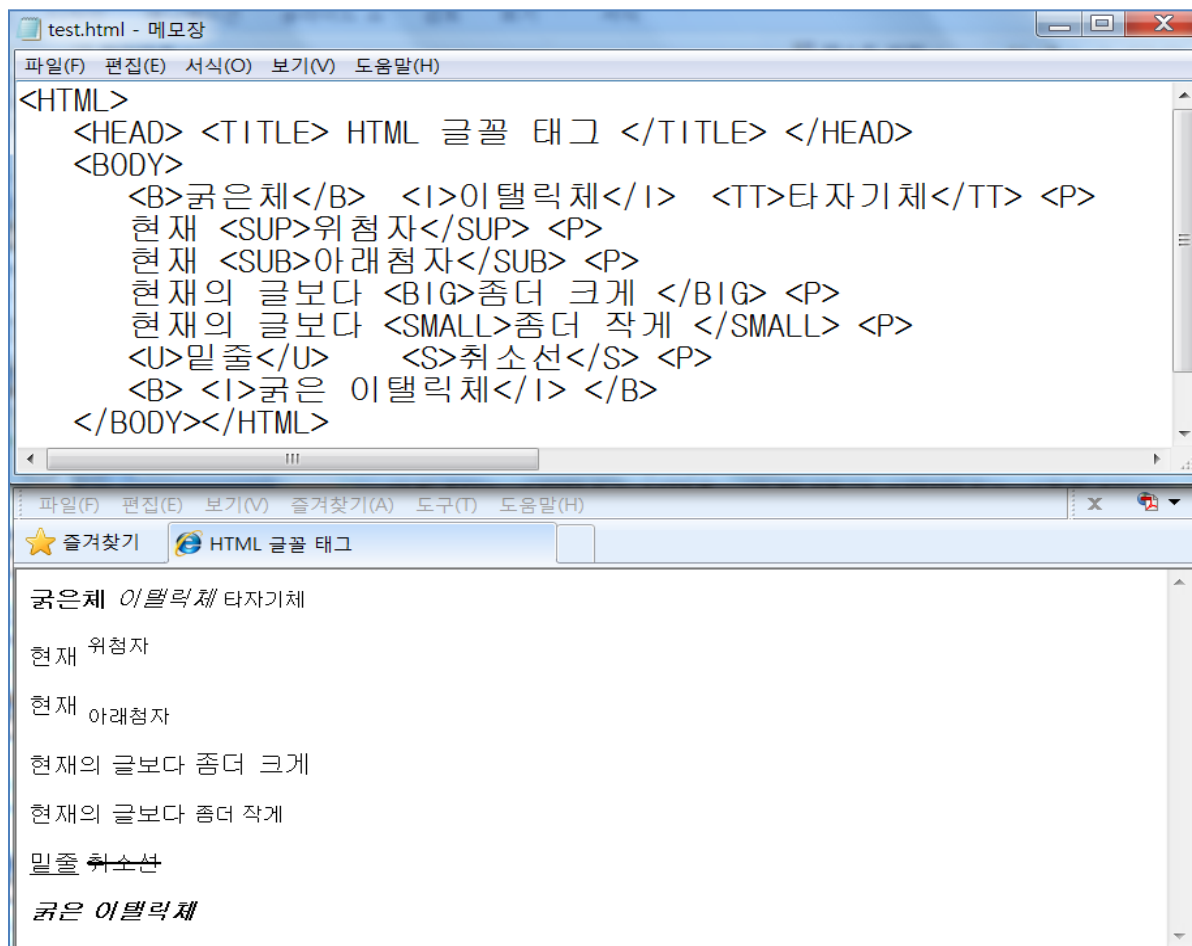 test.html - 메모장
파일(F) 편집(E) 서식(O) 보기(V) 도움말(H)
<HTML>
<HEAD> <TITLE> HTML 글꼴 태그 </TITLE> </HEAD>
<BODY>
<B>굵은체</B> <I>이탤릭체</I> <TT>타자기체</TT> <P>
현재 <SUP>위첨자</SUP> <P>
현재 <SUB>아래첨자</SUB> <P>
현재의 글보다 <BIG>좀더 크게 </BIG> <P>
현재의 글보다 <SMALL>좀더 작게 </SMALL> <P>
<U>밑줄</U> <S>취소선</S> <P>
<B> <I>굵은 이탤릭체</I> </B>
</BODY></HTML>
파일(F) 편집(E) 보기(V) 즐겨찾기(A) 도구(T) 도움말(H)
즐겨찾기 HTML 글꼴 태그
굵은체 이탤릭체 타자기체
현재 위첨자
현재 아래첨자
현재의 글보다 좀더 크게
현재의 글보다 좀더 작게
밑줄 취소선
굵은 이탤릭체